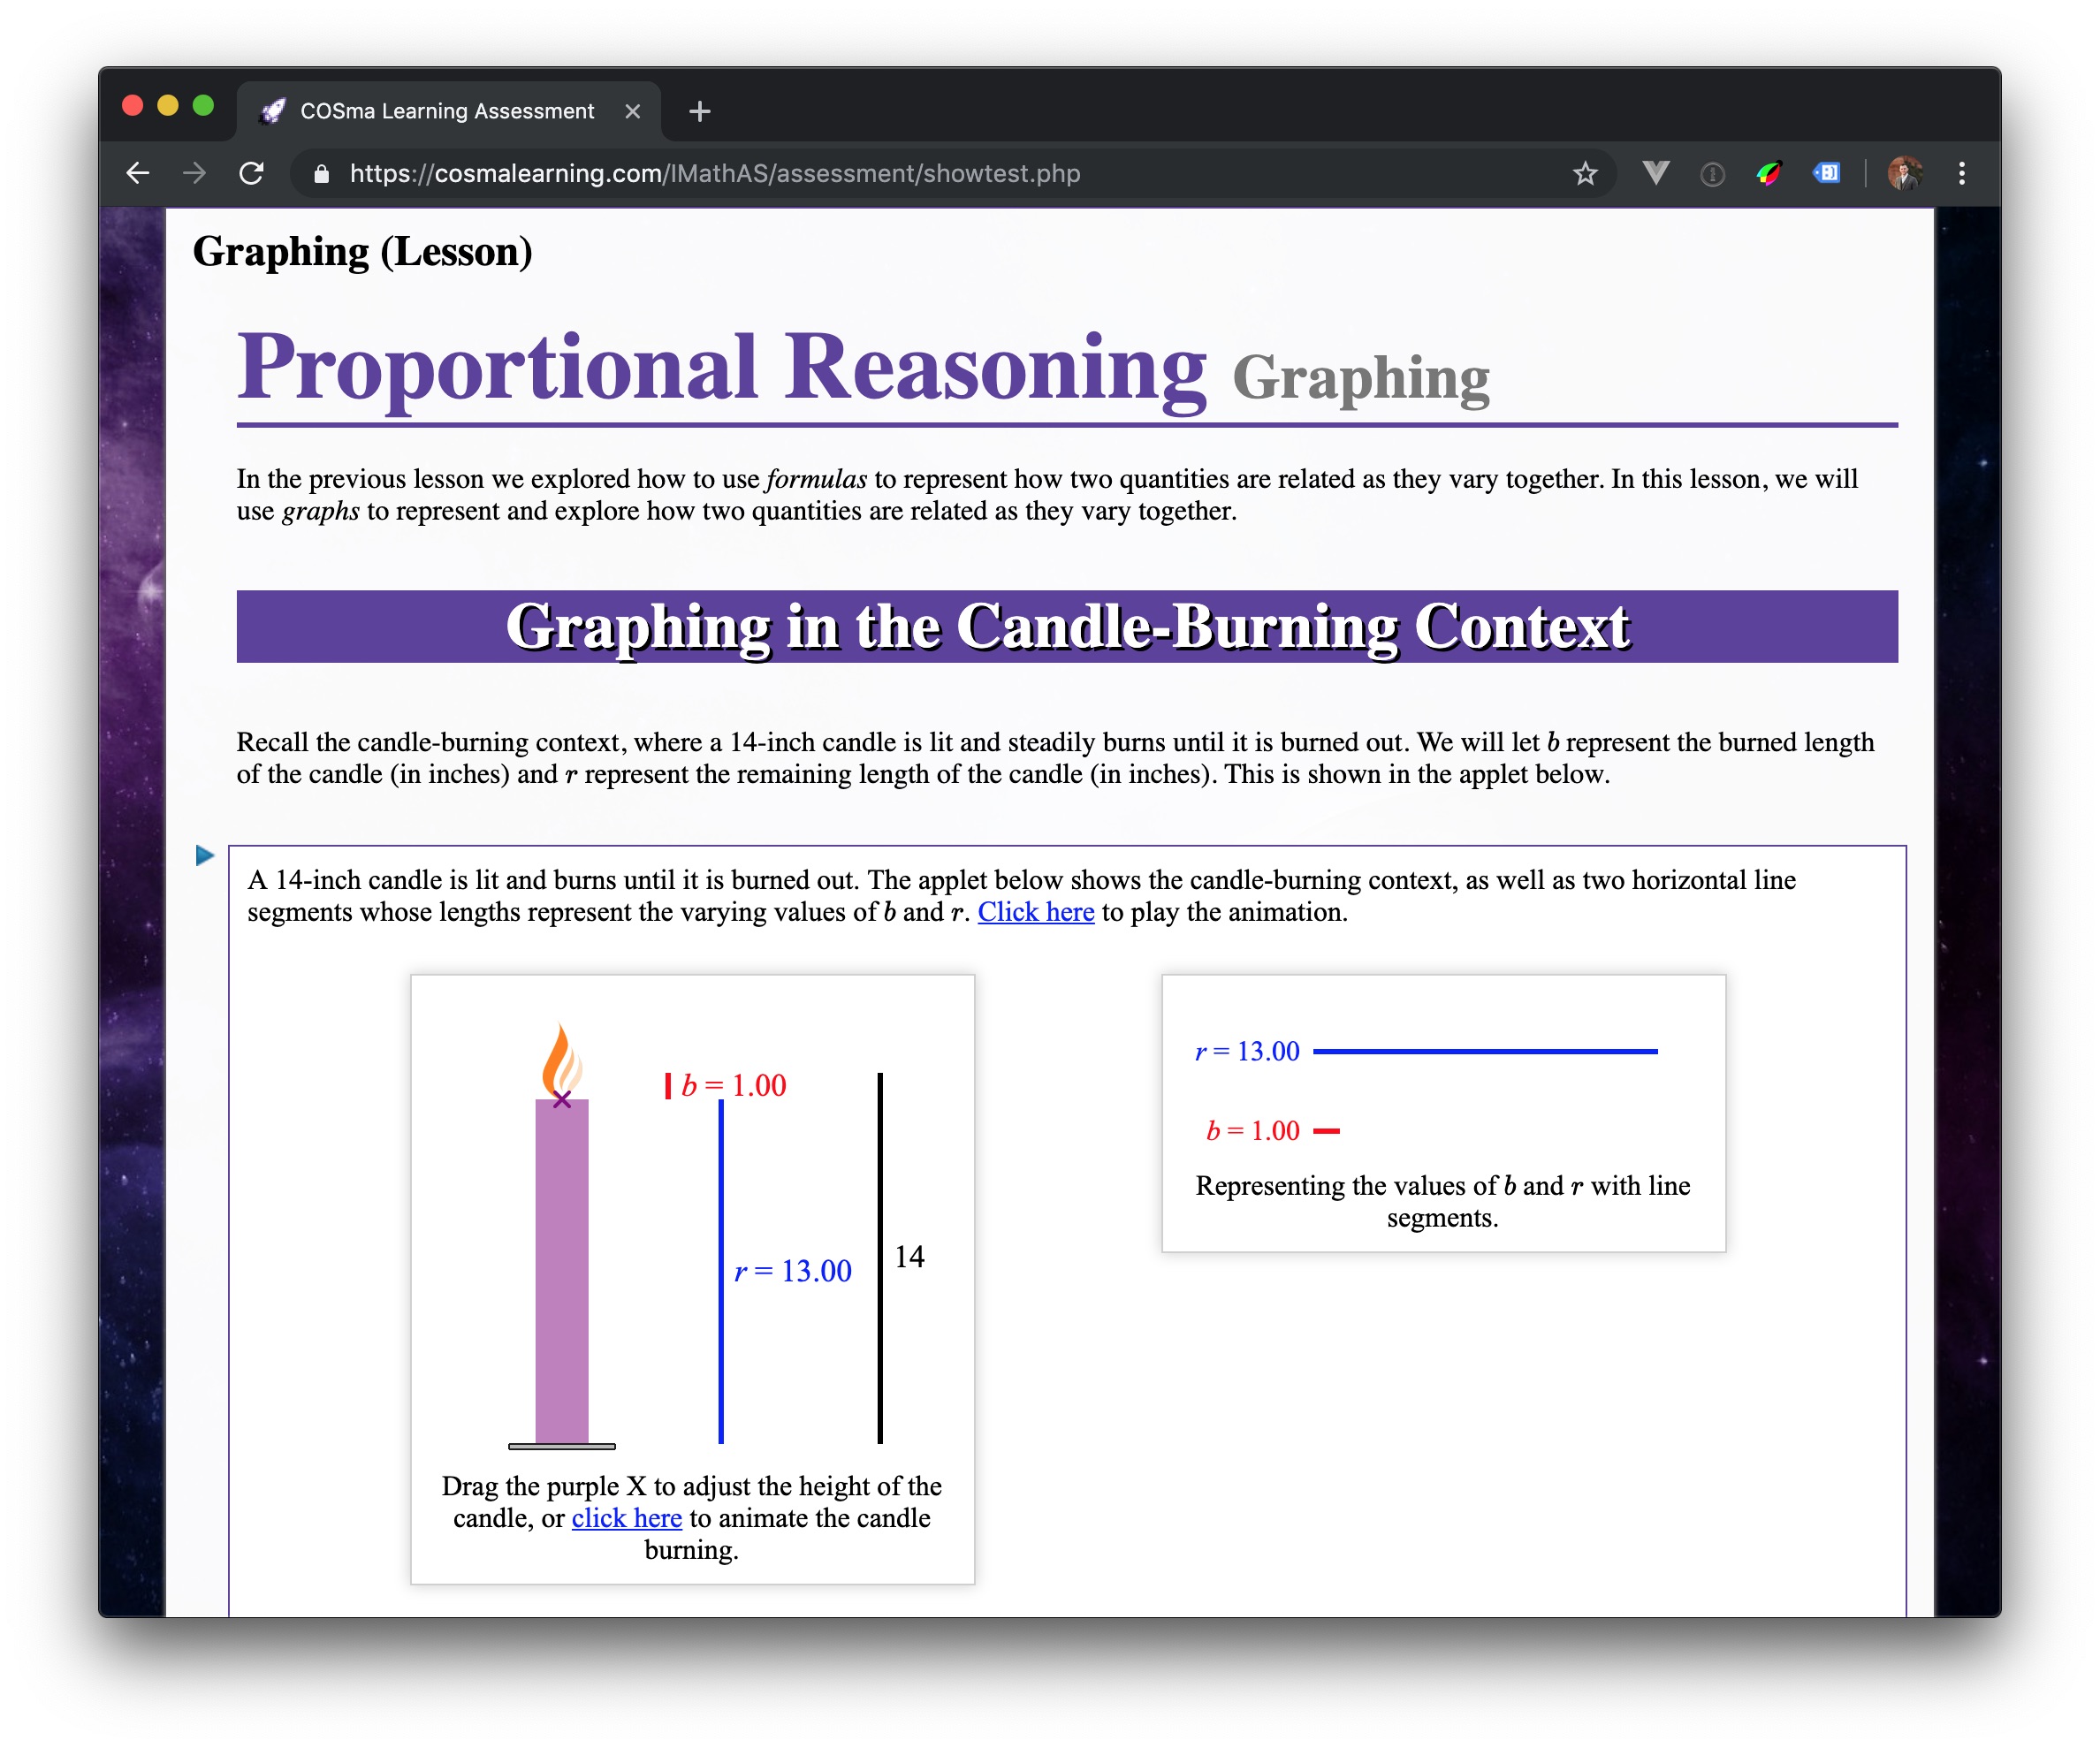 COSma Learning Assessment
https://cosmalearning.com/IMathAS/assessment/showtest.php
Graphing (Lesson)
Proportional Reasoning Graphing
In the previous lesson we explored how to use formulas to represent how two quantities are related as they vary together. In this lesson, we will
use graphs to represent and explore how two quantities are related as they vary together.
Graphing in the Candle-Burning Context
Recall the candle-burning context, where a 14-inch candle is lit and steadily burns until it is burned out. We will let b represent the burned length
of the candle (in inches) and r represent the remaining length of the candle (in inches). This is shown in the applet below.
A 14-inch candle is lit and burns until it is burned out. The applet below shows the candle-burning context, as well as two horizontal line
segments whose lengths represent the varying values of b and r. Click here to play the animation.
b = 1.00
r = 13.00
14
Drag the purple X to adjust the height of the
candle, or click here to animate the candle
burning.
r = 13.00
b = 1.00
Representing the values of b and r with line
segments.